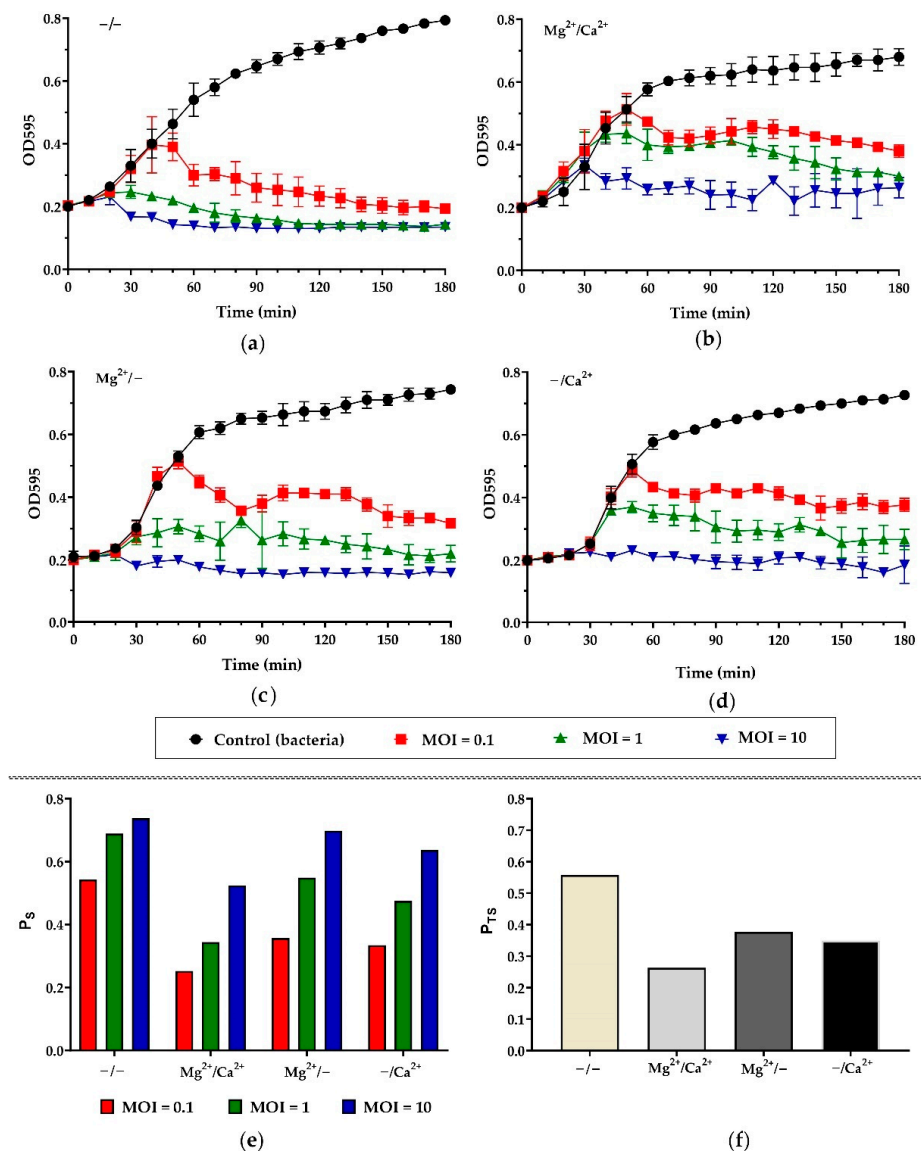 −/−
OD595
0.8
0.6
0.4
0.2
0.0
0 30 60 90 120 150 180
Time (min)
(a)
Mg²⁺/Ca²⁺
OD595
0.8
0.6
0.4
0.2
0.0
0 30 60 90 120 150 180
Time (min)
(b)
Mg²⁺/−
OD595
0.8
0.6
0.4
0.2
0.0
0 30 60 90 120 150 180
Time (min)
(c)
−/Ca²⁺
OD595
0.8
0.6
0.4
0.2
0.0
0 30 60 90 120 150 180
Time (min)
(d)
Control (bacteria) MOI = 0.1 MOI = 1 MOI = 10
P_S
0.8
0.6
0.4
0.2
0.0
−/− Mg²⁺/Ca²⁺ Mg²⁺/− −/Ca²⁺
MOI = 0.1 MOI = 1 MOI = 10
(e)
P_TS
0.8
0.7
0.6
0.5
0.4
0.3
0.2
0.1
0.0
−/− Mg²⁺/Ca²⁺ Mg²⁺/− −/Ca²⁺
(f)